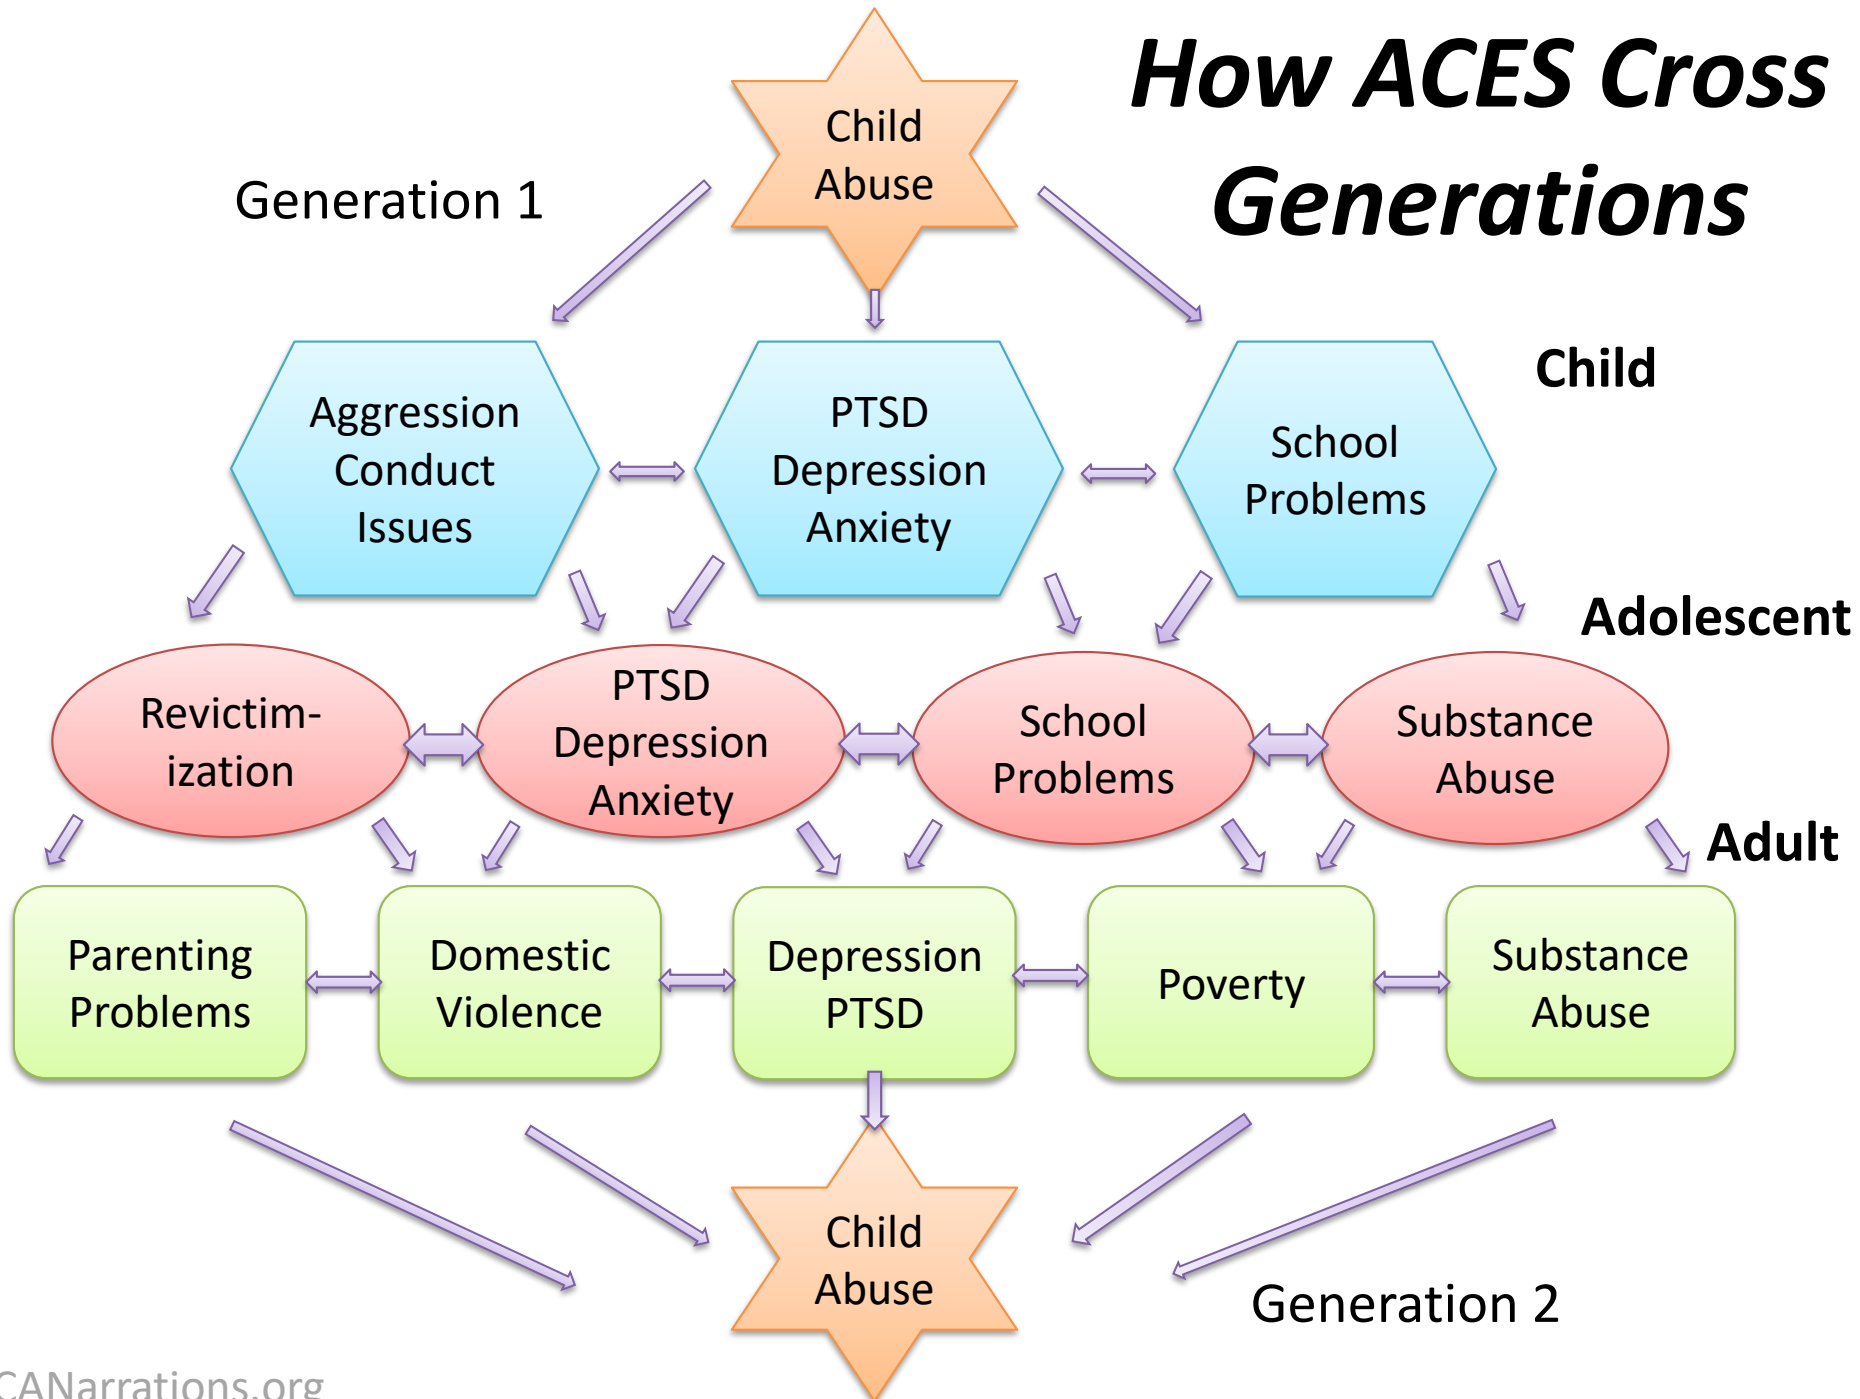 How ACES Cross
Generations
Child
Abuse
Generation 1
Child
Aggression
Conduct
Issues
PTSD
Depression
Anxiety
School
Problems
Adolescent
Revictim-
ization
PTSD
Depression
Anxiety
School
Problems
Substance
Abuse
Adult
Parenting
Problems
Domestic
Violence
Depression
PTSD
Poverty
Substance
Abuse
Child
Abuse
Generation 2
CANarrations.org